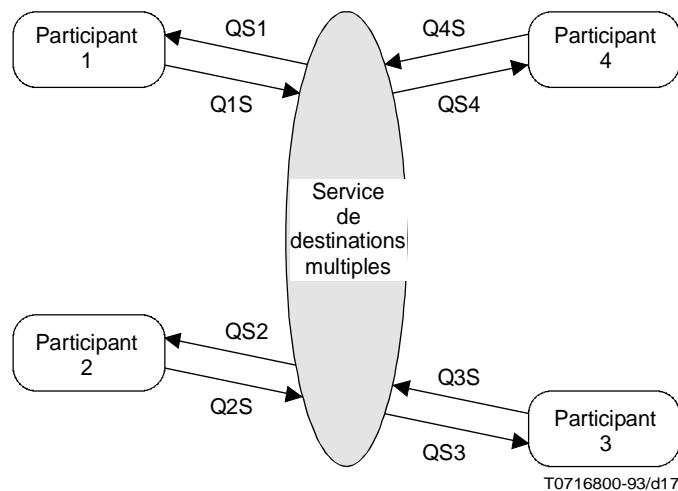 Participant
1
QS1
Q1S
Q4S
QS4
Participant
4
Service
de
destinations
multiples
Participant
2
QS2
Q2S
Q3S
QS3
Participant
3
T0716800-93/d17